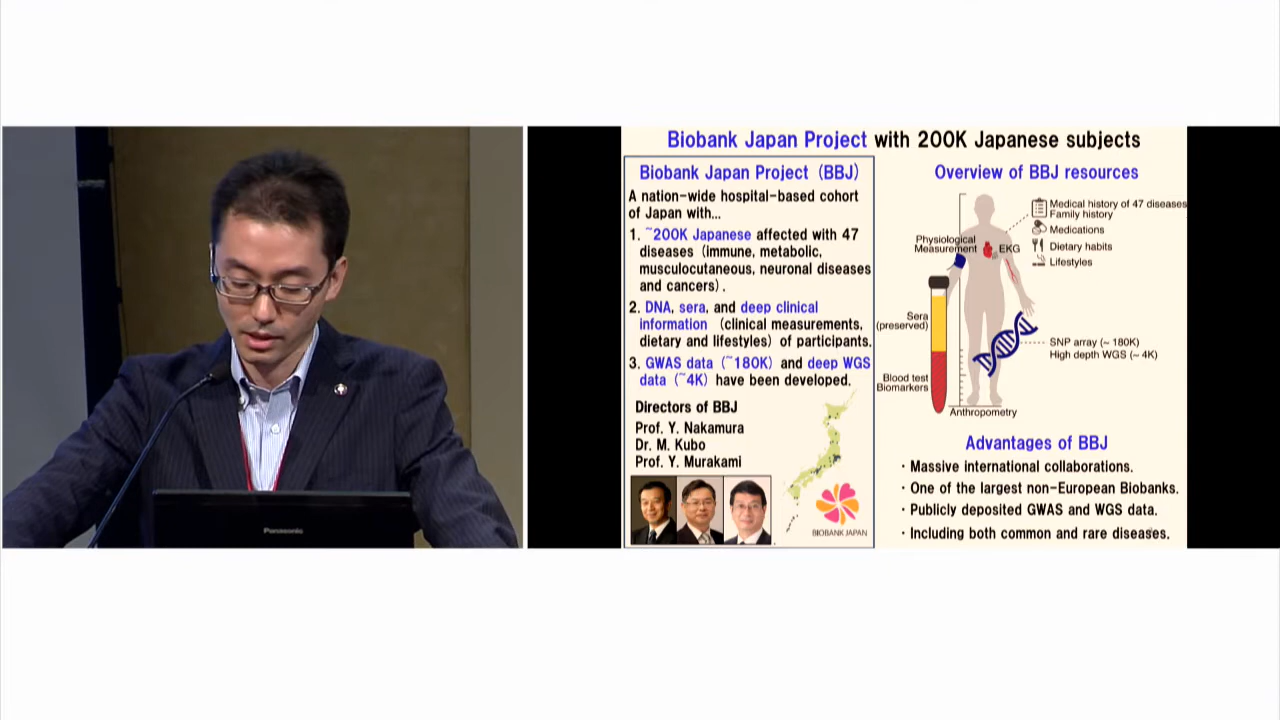 Biobank Japan Project with 200K Japanese subjects
Biobank Japan Project (BBJ)
A nation-wide hospital-based cohort
of Japan with...
1. ~200K Japanese affected with 47
diseases (immune, metabolic,
musculocutaneous, neuronal diseases
and cancers).
2. DNA, sera, and deep clinical
information (clinical measurements,
dietary and lifestyles) of participants.
3. GWAS data (~180K) and deep WGS
data (~4K) have been developed.
Directors of BBJ
Prof. Y. Nakamura
Dr. M. Kubo
Prof. Y. Murakami
BIOBANK JAPAN
Overview of BBJ resources
Medical history of 47 diseases
Family history
Medications
Dietary habits
Lifestyles
Physiological
Measurement
EKG
Sera
(preserved)
SNP array (~ 180K)
High depth WGS (~ 4K)
Blood test
Biomarkers
Anthropometry
Advantages of BBJ
・Massive international collaborations.
・One of the largest non-European Biobanks.
・Publicly deposited GWAS and WGS data.
・Including both common and rare diseases.
Panasonic